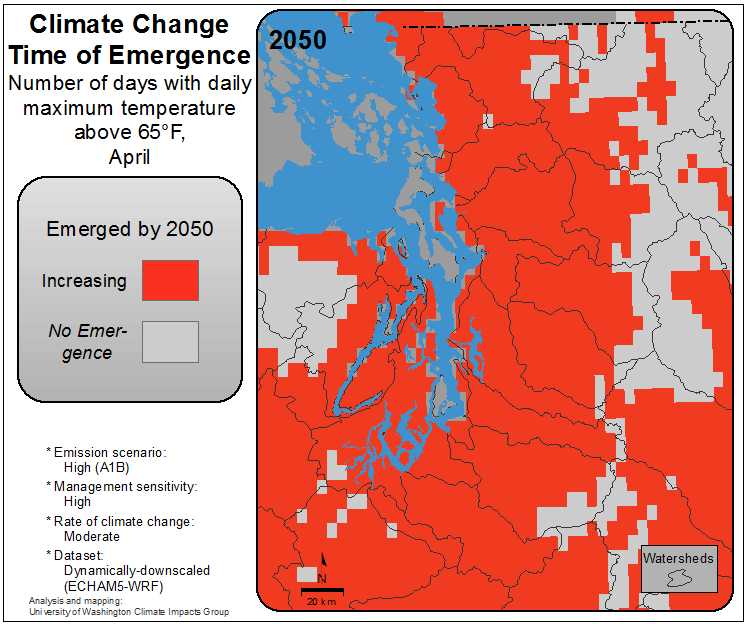 Climate Change
Time of Emergence
Number of days with daily
maximum temperature
above 65°F,
April
Emerged by 2050
Increasing
No Emer-
gence
* Emission scenario:
High (A1B)
* Management sensitivity:
High
* Rate of climate change:
Moderate
* Dataset:
Dynamically-downscaled
(ECHAM5-WRF)
Analysis and mapping:
University of Washington Climate Impacts Group
2050
N
20 km
Watersheds